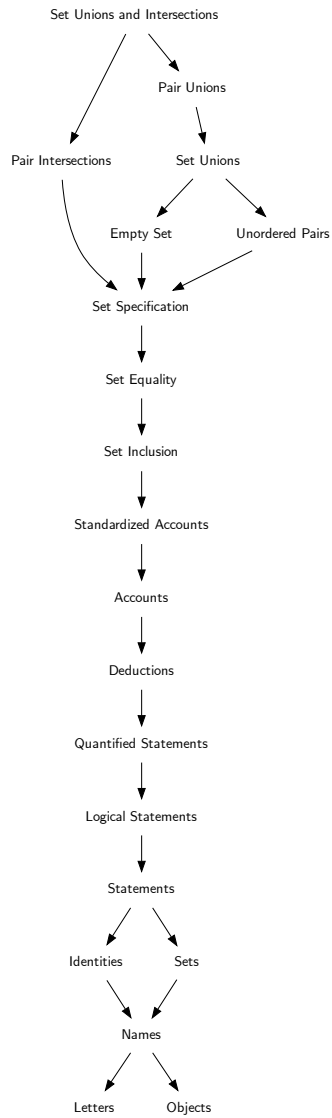 Set Unions and Intersections
Pair Unions
Pair Intersections
Set Unions
Empty Set
Unordered Pairs
Set Specification
Set Equality
Set Inclusion
Standardized Accounts
Accounts
Deductions
Quantified Statements
Logical Statements
Statements
Identities
Sets
Names
Letters
Objects